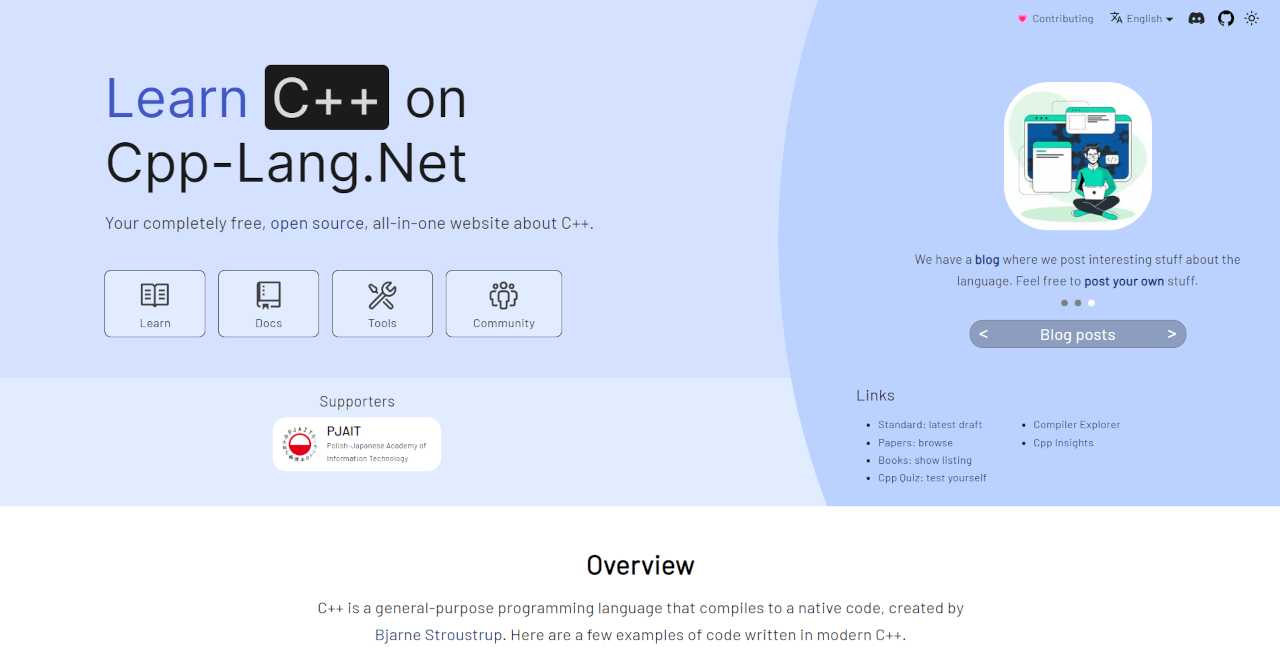 Contributing
English
Learn C++ on
Cpp-Lang.Net
Your completely free, open source, all-in-one website about C++.
Learn
Docs
Tools
Community
We have a blog where we post interesting stuff about the
language. Feel free to post your own stuff.
< Blog posts >
Supporters
PJAIT
Polish-Japanese Academy of
Information Technology
Links
Standard: latest draft
Papers: browse
Books: show listing
Cpp Quiz: test yourself
Compiler Explorer
Cpp Insights
Overview
C++ is a general-purpose programming language that compiles to a native code, created by
Bjarne Stroustrup. Here are a few examples of code written in modern C++.